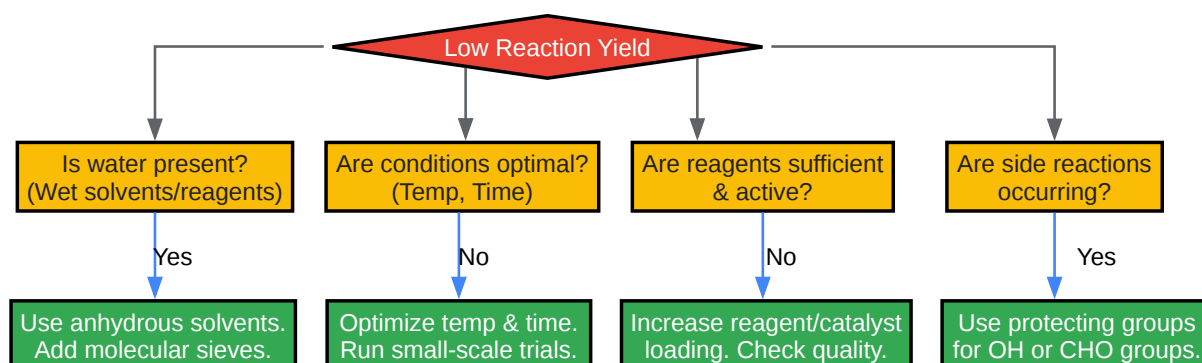 Low Reaction Yield
Is water present?
(Wet solvents/reagents)
Are conditions optimal?
(Temp, Time)
Are reagents sufficient
& active?
Are side reactions
occurring?
Yes
No
No
Yes
Use anhydrous solvents.
Add molecular sieves.
Optimize temp & time.
Run small-scale trials.
Increase reagent/catalyst
loading. Check quality.
Use protecting groups
for OH or CHO groups.